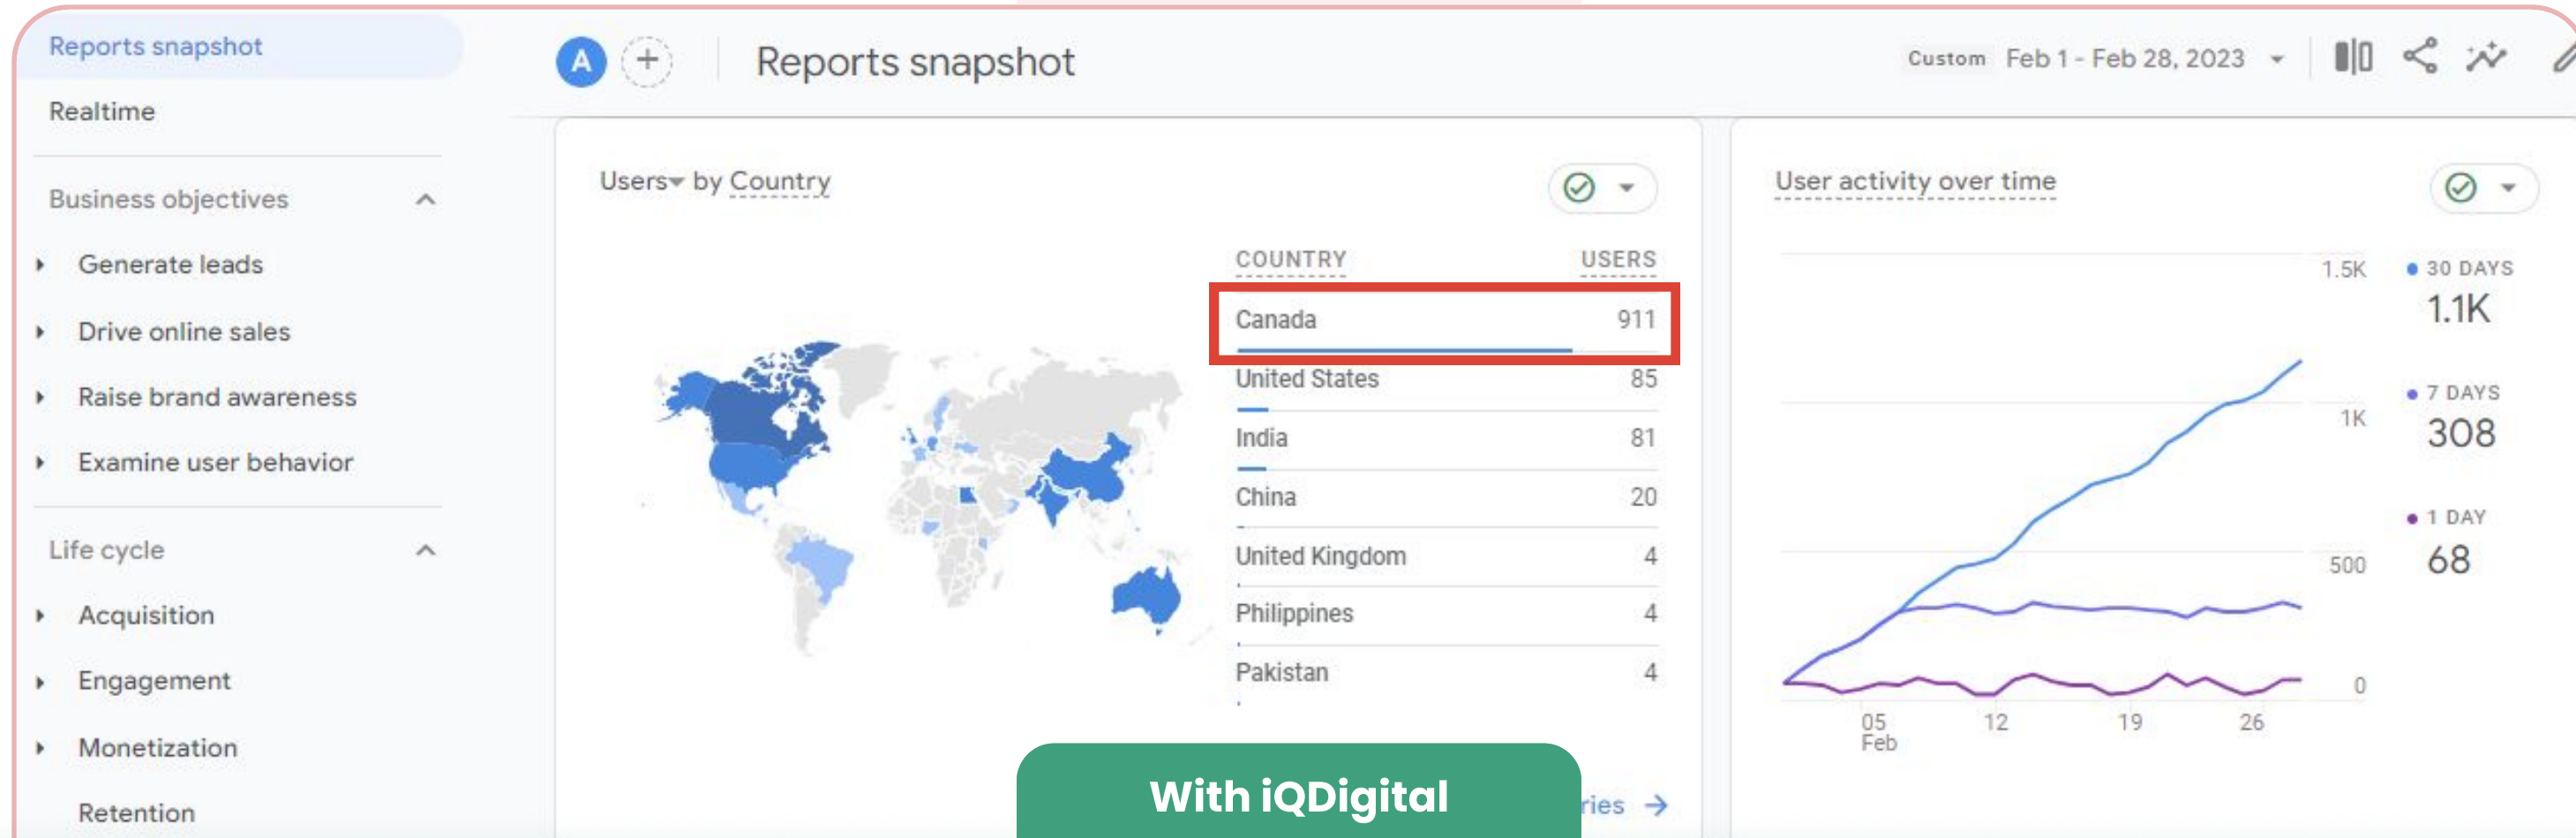 Reports snapshot
Realtime
Business objectives
Generate leads
Drive online sales
Raise brand awareness
Examine user behavior
Life cycle
Acquisition
Engagement
Monetization
Retention
A
Reports snapshot
Custom Feb 1 - Feb 28, 2023
Users by Country
COUNTRY USERS
Canada 911
United States 85
India 81
China 20
United Kingdom 4
Philippines 4
Pakistan 4
With iQDigital
ries
User activity over time
1.5K
1K
500
0
05 12 19 26
Feb
30 DAYS
1.1K
7 DAYS
308
1 DAY
68